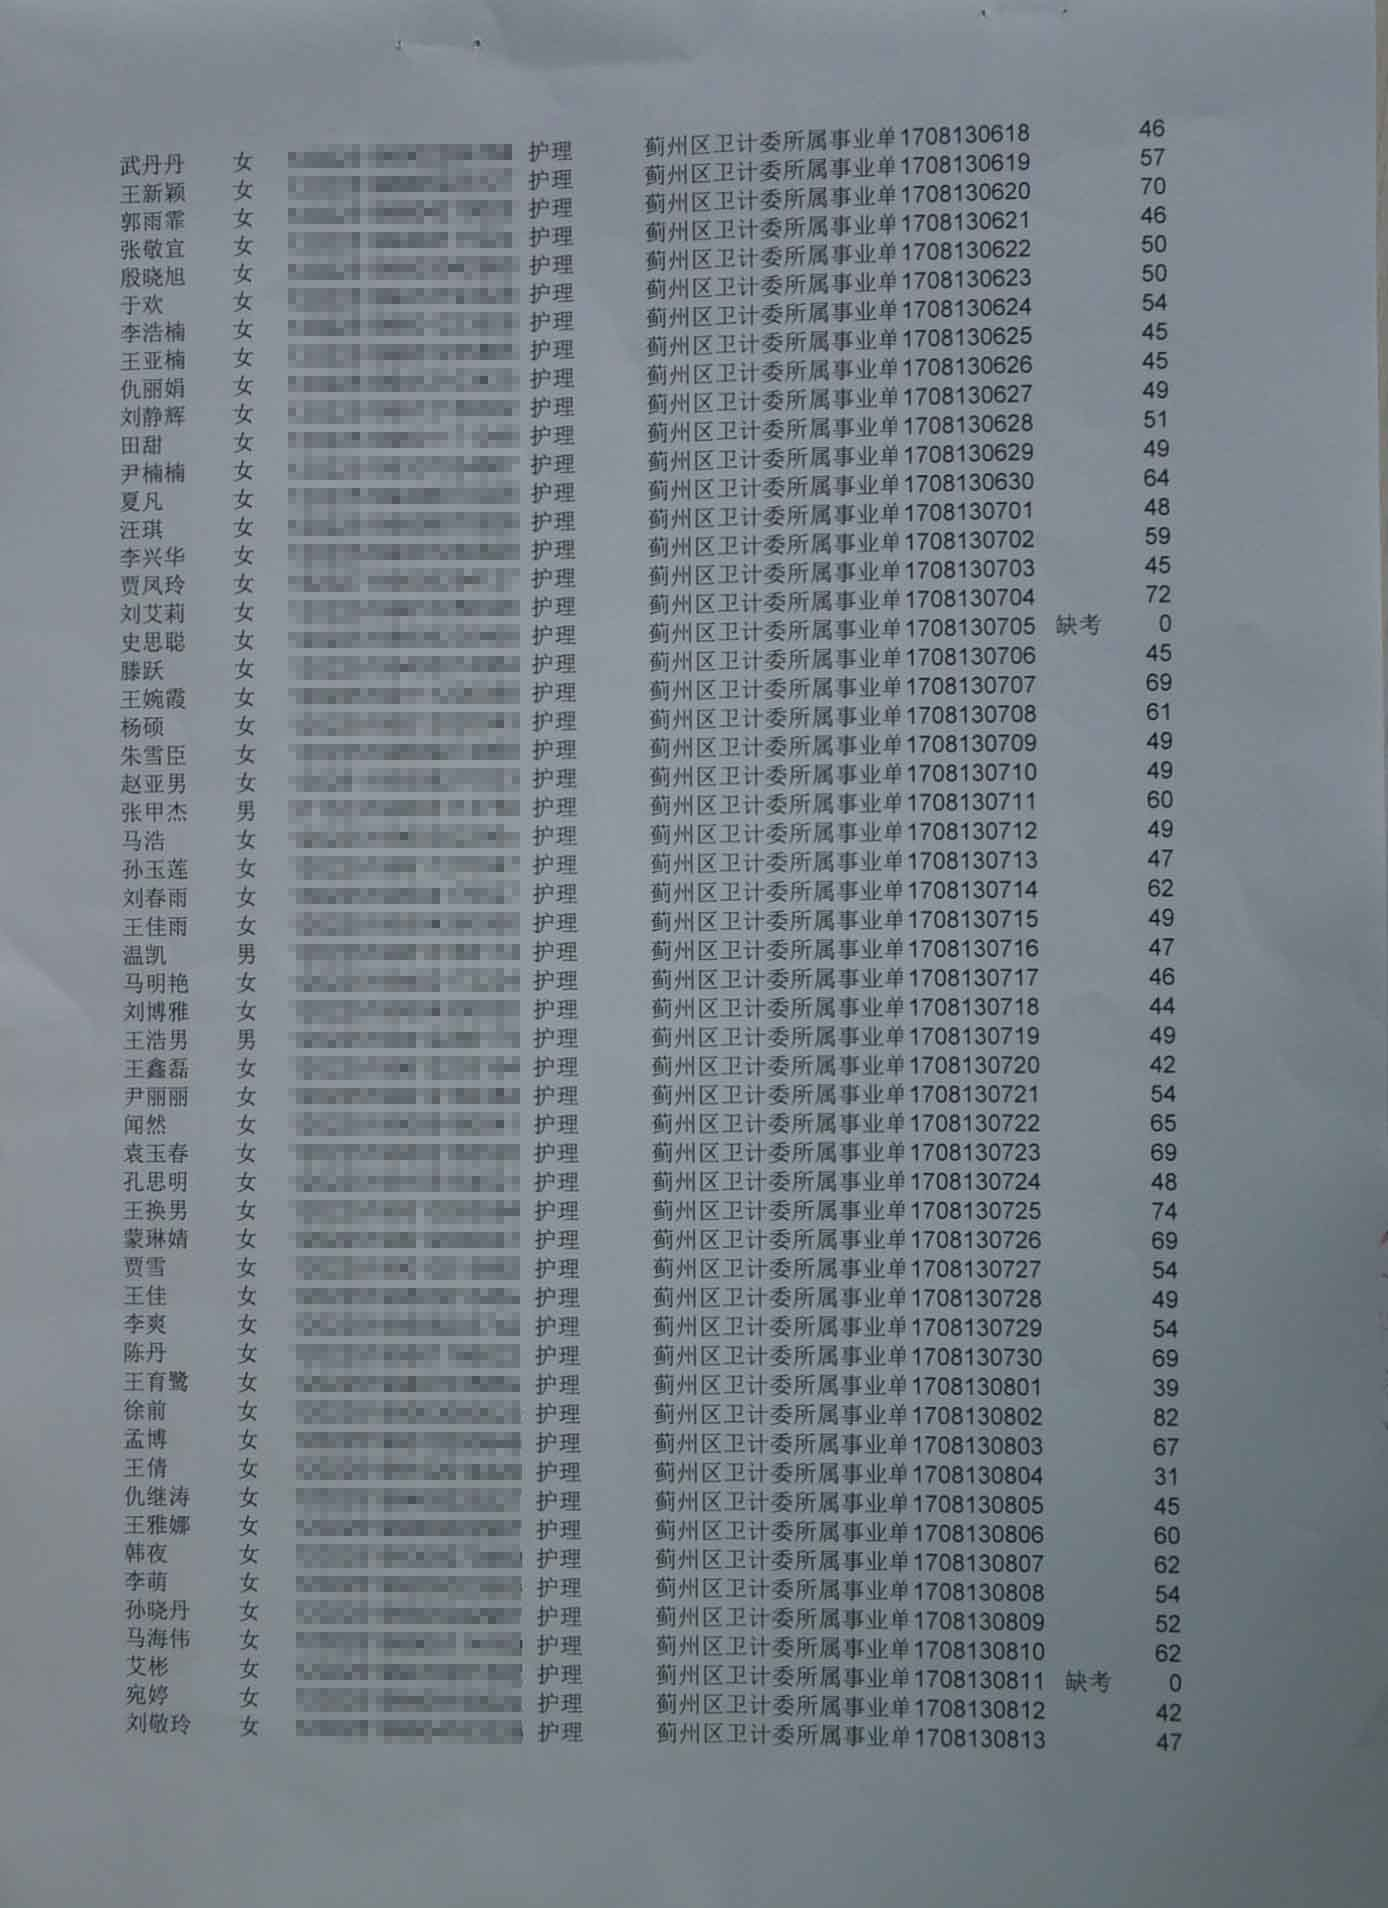 武丹丹 女 护理 蓟州区卫计委所属事业单1708130618 46
王新颖 女 护理 蓟州区卫计委所属事业单1708130619 57
郭雨霏 女 护理 蓟州区卫计委所属事业单1708130620 70
张敬宜 女 护理 蓟州区卫计委所属事业单1708130621 46
殷晓旭 女 护理 蓟州区卫计委所属事业单1708130622 50
于欢 女 护理 蓟州区卫计委所属事业单1708130623 50
李浩楠 女 护理 蓟州区卫计委所属事业单1708130624 54
王亚楠 女 护理 蓟州区卫计委所属事业单1708130625 45
仇丽娟 女 护理 蓟州区卫计委所属事业单1708130626 45
刘静辉 女 护理 蓟州区卫计委所属事业单1708130627 49
田甜 女 护理 蓟州区卫计委所属事业单1708130628 51
尹楠楠 女 护理 蓟州区卫计委所属事业单1708130629 49
夏凡 女 护理 蓟州区卫计委所属事业单1708130630 64
汪琪 女 护理 蓟州区卫计委所属事业单1708130701 48
李兴华 女 护理 蓟州区卫计委所属事业单1708130702 59
贾凤玲 女 护理 蓟州区卫计委所属事业单1708130703 45
刘艾莉 女 护理 蓟州区卫计委所属事业单1708130704 72
史思聪 女 护理 蓟州区卫计委所属事业单1708130705 缺考 0
滕跃 女 护理 蓟州区卫计委所属事业单1708130706 45
王婉霞 女 护理 蓟州区卫计委所属事业单1708130707 69
杨硕 女 护理 蓟州区卫计委所属事业单1708130708 61
朱雪臣 女 护理 蓟州区卫计委所属事业单1708130709 49
赵亚男 女 护理 蓟州区卫计委所属事业单1708130710 49
张甲杰 男 护理 蓟州区卫计委所属事业单1708130711 60
马浩 女 护理 蓟州区卫计委所属事业单1708130712 49
孙玉莲 女 护理 蓟州区卫计委所属事业单1708130713 47
刘春雨 女 护理 蓟州区卫计委所属事业单1708130714 62
王佳雨 女 护理 蓟州区卫计委所属事业单1708130715 49
温凯 男 护理 蓟州区卫计委所属事业单1708130716 47
马明艳 女 护理 蓟州区卫计委所属事业单1708130717 46
刘博雅 女 护理 蓟州区卫计委所属事业单1708130718 44
王浩男 男 护理 蓟州区卫计委所属事业单1708130719 49
王鑫磊 女 护理 蓟州区卫计委所属事业单1708130720 42
尹丽丽 女 护理 蓟州区卫计委所属事业单1708130721 54
闻然 女 护理 蓟州区卫计委所属事业单1708130722 65
袁玉春 女 护理 蓟州区卫计委所属事业单1708130723 69
孔思明 女 护理 蓟州区卫计委所属事业单1708130724 48
王换男 女 护理 蓟州区卫计委所属事业单1708130725 74
蒙琳婧 女 护理 蓟州区卫计委所属事业单1708130726 69
贾雪 女 护理 蓟州区卫计委所属事业单1708130727 54
王佳 女 护理 蓟州区卫计委所属事业单1708130728 49
李爽 女 护理 蓟州区卫计委所属事业单1708130729 54
陈丹 女 护理 蓟州区卫计委所属事业单1708130730 69
王育鹭 女 护理 蓟州区卫计委所属事业单1708130801 39
徐前 女 护理 蓟州区卫计委所属事业单1708130802 82
孟博 女 护理 蓟州区卫计委所属事业单1708130803 67
王倩 女 护理 蓟州区卫计委所属事业单1708130804 31
仇继涛 女 护理 蓟州区卫计委所属事业单1708130805 45
王雅娜 女 护理 蓟州区卫计委所属事业单1708130806 60
韩夜 女 护理 蓟州区卫计委所属事业单1708130807 62
李萌 女 护理 蓟州区卫计委所属事业单1708130808 54
孙晓丹 女 护理 蓟州区卫计委所属事业单1708130809 52
马海伟 女 护理 蓟州区卫计委所属事业单1708130810 62
艾彬 女 护理 蓟州区卫计委所属事业单1708130811 缺考 0
宛婷 女 护理 蓟州区卫计委所属事业单1708130812 42
刘敬玲 女 护理 蓟州区卫计委所属事业单1708130813 47